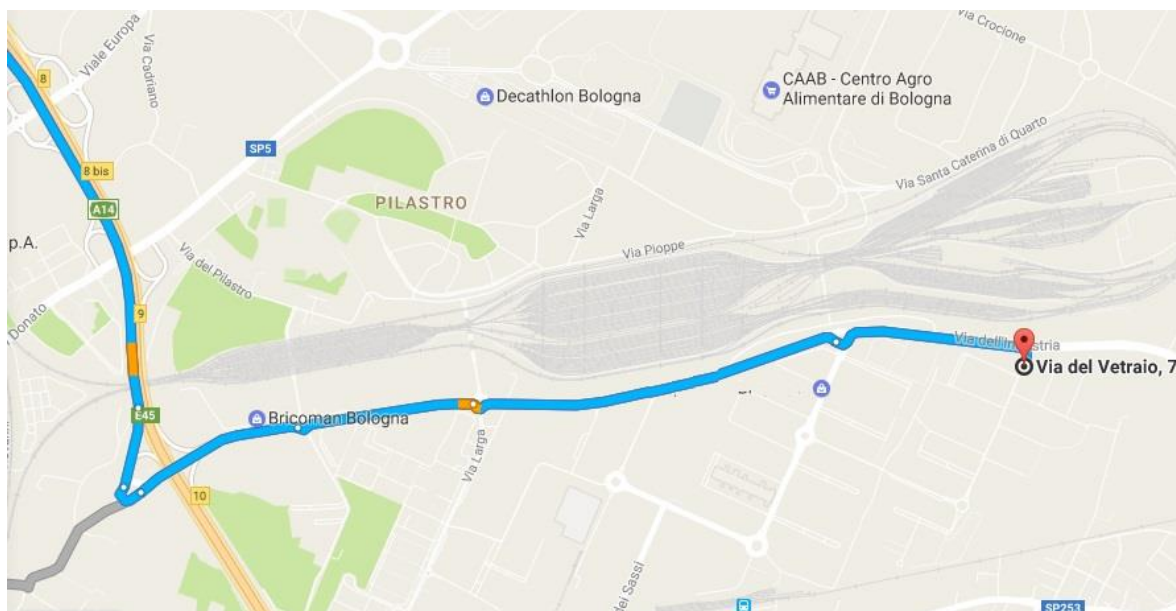 Via Crocione
Viale Europa
Via Cadriano
8
Decathlon Bologna
CAAB - Centro Agro
Alimentare di Bologna
SP5
8 bis
Via Santa Caterina di Quarto
PILASTRO
A14
Via Larga
p.A.
Via Pioppe
Via del Pilastro
Donato
9
Via dell'Industria
Via del Vetraio, 7
E45
Bricoman Bologna
Via Larga
10
dei Sassi
SP253